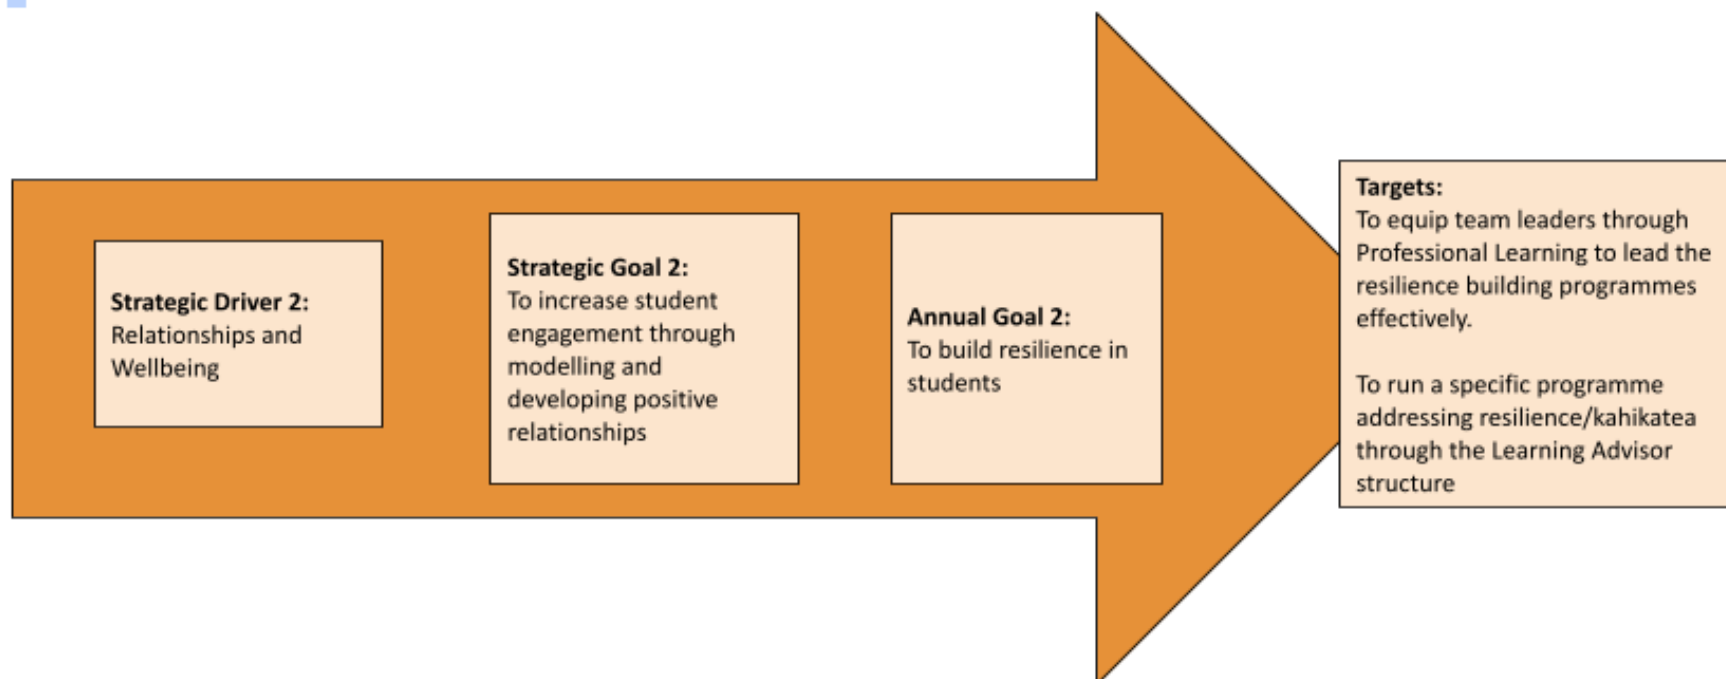 Strategic Driver 2:
Relationships and
Wellbeing
Strategic Goal 2:
To increase student
engagement through
modelling and
developing positive
relationships
Annual Goal 2:
To build resilience in
students
Targets:
To equip team leaders through
Professional Learning to lead the
resilience building programmes
effectively.
To run a specific programme
addressing resilience/kahikatea
through the Learning Advisor
structure